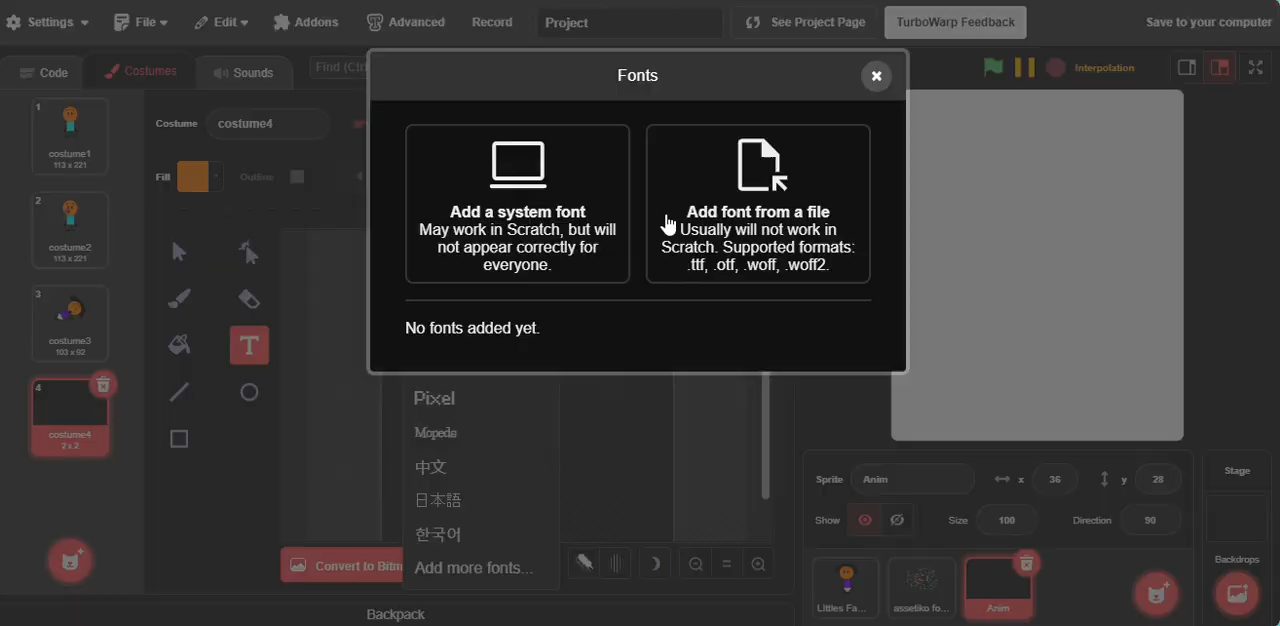 Settings File Edit Addons Advanced Record Project See Project Page TurboWarp Feedback Save to your computer
Code Costumes Sounds Find (Ctrl
Interpolation
Fonts
Add a system font
May work in Scratch, but will
not appear correctly for
everyone.
Add font from a file
Usually will not work in
Scratch. Supported formats:
.ttf, .otf, .woff, .woff2.
No fonts added yet.
1
costume1
113 x 221
2
costume2
113 x 221
3
costume3
103 x 92
4
costume4
2 x 2
Costume costume4
Fill Outline
T
Pixel
Mopeda
中文
日本語
한국어
Add more fonts...
Convert to Bitm
Backpack
Sprite Anim x 36 y 28
Show Size 100 Direction 90
Littles Fa...
assetiko fo...
Anim
Stage
Backdrops